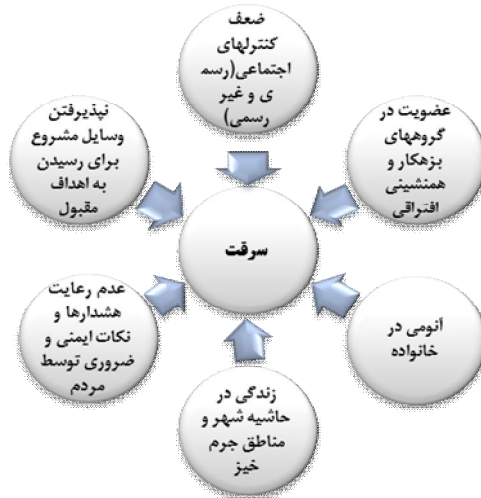 ضعف
کنترلهای
اجتماعی(رسم
ی و غیر
رسمی)
عضویت در
گروههای
بزهکار و
همنشینی
افتراقی
نپذیرفتن
وسایل مشروع
برای رسیدن
به اهداف
مقبول
سرقت
آنومی در
خانواده
عدم رعایت
هشدارها و
نکات ایمنی و
ضروری توسط
مردم
زندگی در
حاشیه شهر و
مناطق جرم
خیز